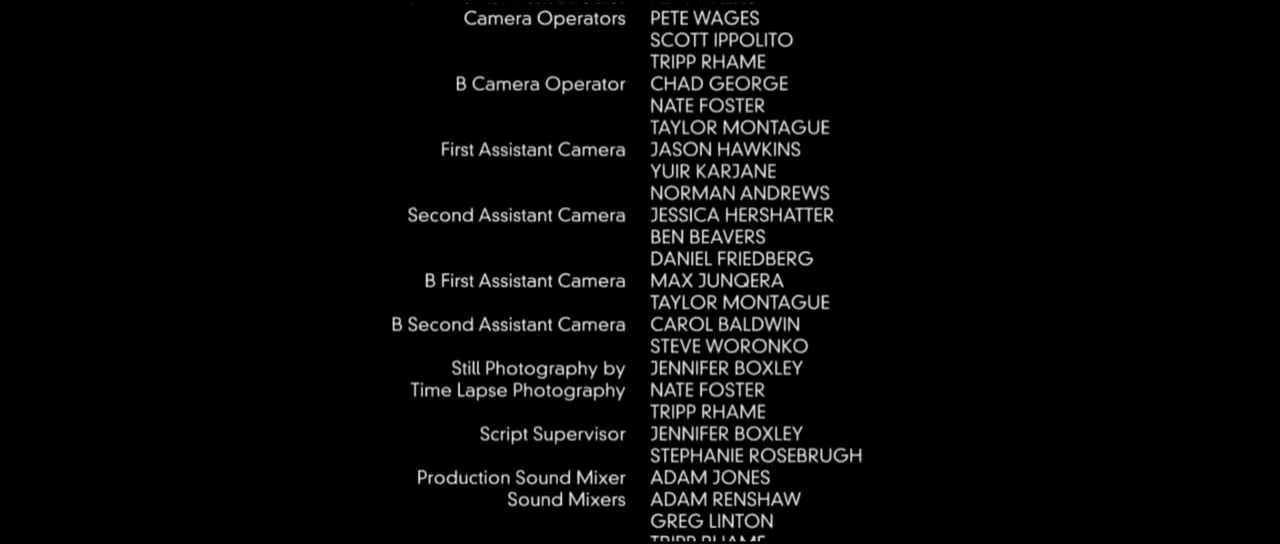 Camera Operators PETE WAGES
SCOTT IPPOLITO
TRIPP RHAME
B Camera Operator CHAD GEORGE
NATE FOSTER
TAYLOR MONTAGUE
First Assistant Camera JASON HAWKINS
YUIR KARJANE
NORMAN ANDREWS
Second Assistant Camera JESSICA HERSHATTER
BEN BEAVERS
DANIEL FRIEDBERG
B First Assistant Camera MAX JUNQERA
TAYLOR MONTAGUE
B Second Assistant Camera CAROL BALDWIN
STEVE WORONKO
Still Photography by JENNIFER BOXLEY
Time Lapse Photography NATE FOSTER
TRIPP RHAME
Script Supervisor JENNIFER BOXLEY
STEPHANIE ROSEBRUGH
Production Sound Mixer ADAM JONES
Sound Mixers ADAM RENSHAW
GREG LINTON
TRIPP RHAME